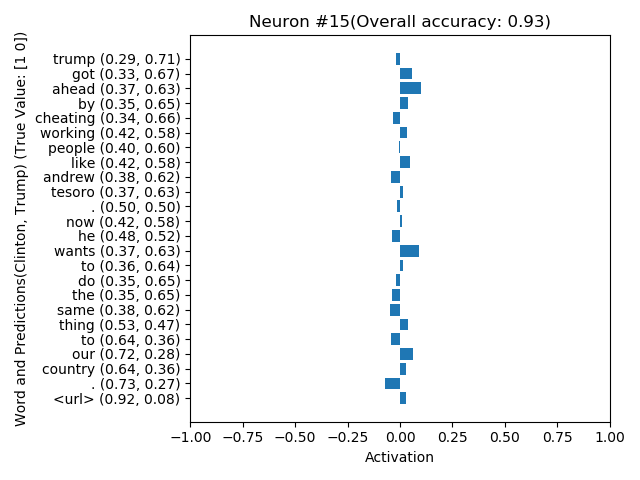 Neuron #15(Overall accuracy: 0.93)
Word and Predictions(Clinton, Trump) (True Value: [1 0])
trump (0.29, 0.71)
got (0.33, 0.67)
ahead (0.37, 0.63)
by (0.35, 0.65)
cheating (0.34, 0.66)
working (0.42, 0.58)
people (0.40, 0.60)
like (0.42, 0.58)
andrew (0.38, 0.62)
tesoro (0.37, 0.63)
. (0.50, 0.50)
now (0.42, 0.58)
he (0.48, 0.52)
wants (0.37, 0.63)
to (0.36, 0.64)
do (0.35, 0.65)
the (0.35, 0.65)
same (0.38, 0.62)
thing (0.53, 0.47)
to (0.64, 0.36)
our (0.72, 0.28)
country (0.64, 0.36)
. (0.73, 0.27)
<url> (0.92, 0.08)
−1.00 −0.75 −0.50 −0.25 0.00 0.25 0.50 0.75 1.00
Activation